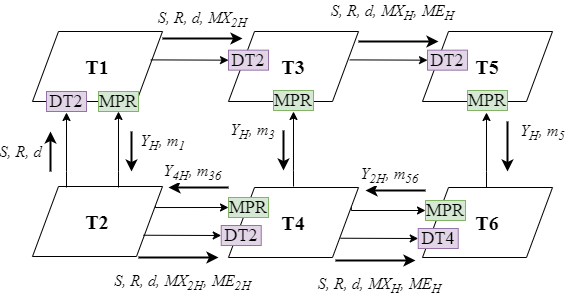 S, R, d, MX2H
S, R, d, MXH, MEH
T1
DT2
T3
DT2
T5
DT2
MPR
MPR
MPR
S, R, d
YH, m1
YH, m3
YH, m5
Y4H, m36
Y2H, m56
T2
MPR
DT2
T4
MPR
DT4
T6
S, R, d, MX2H, ME2H
S, R, d, MXH, MEH